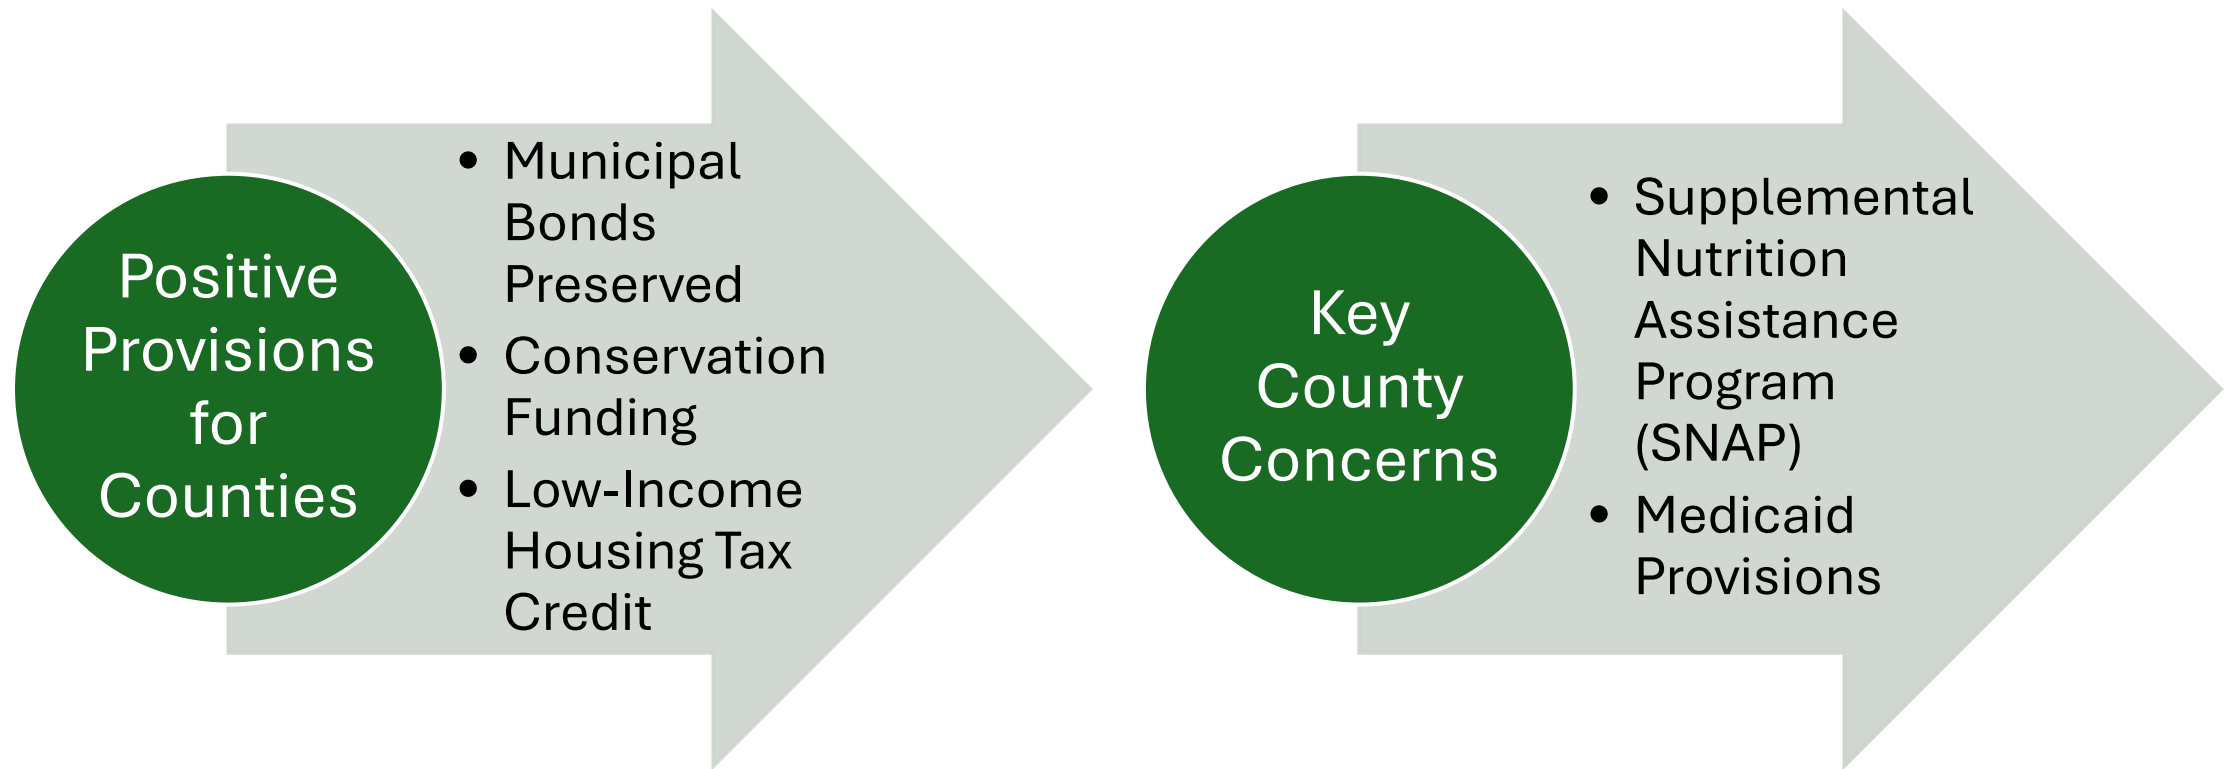 Positive
Provisions
for
Counties
• Municipal
Bonds
Preserved
• Conservation
Funding
• Low-Income
Housing Tax
Credit
Key
County
Concerns
• Supplemental
Nutrition
Assistance
Program
(SNAP)
• Medicaid
Provisions